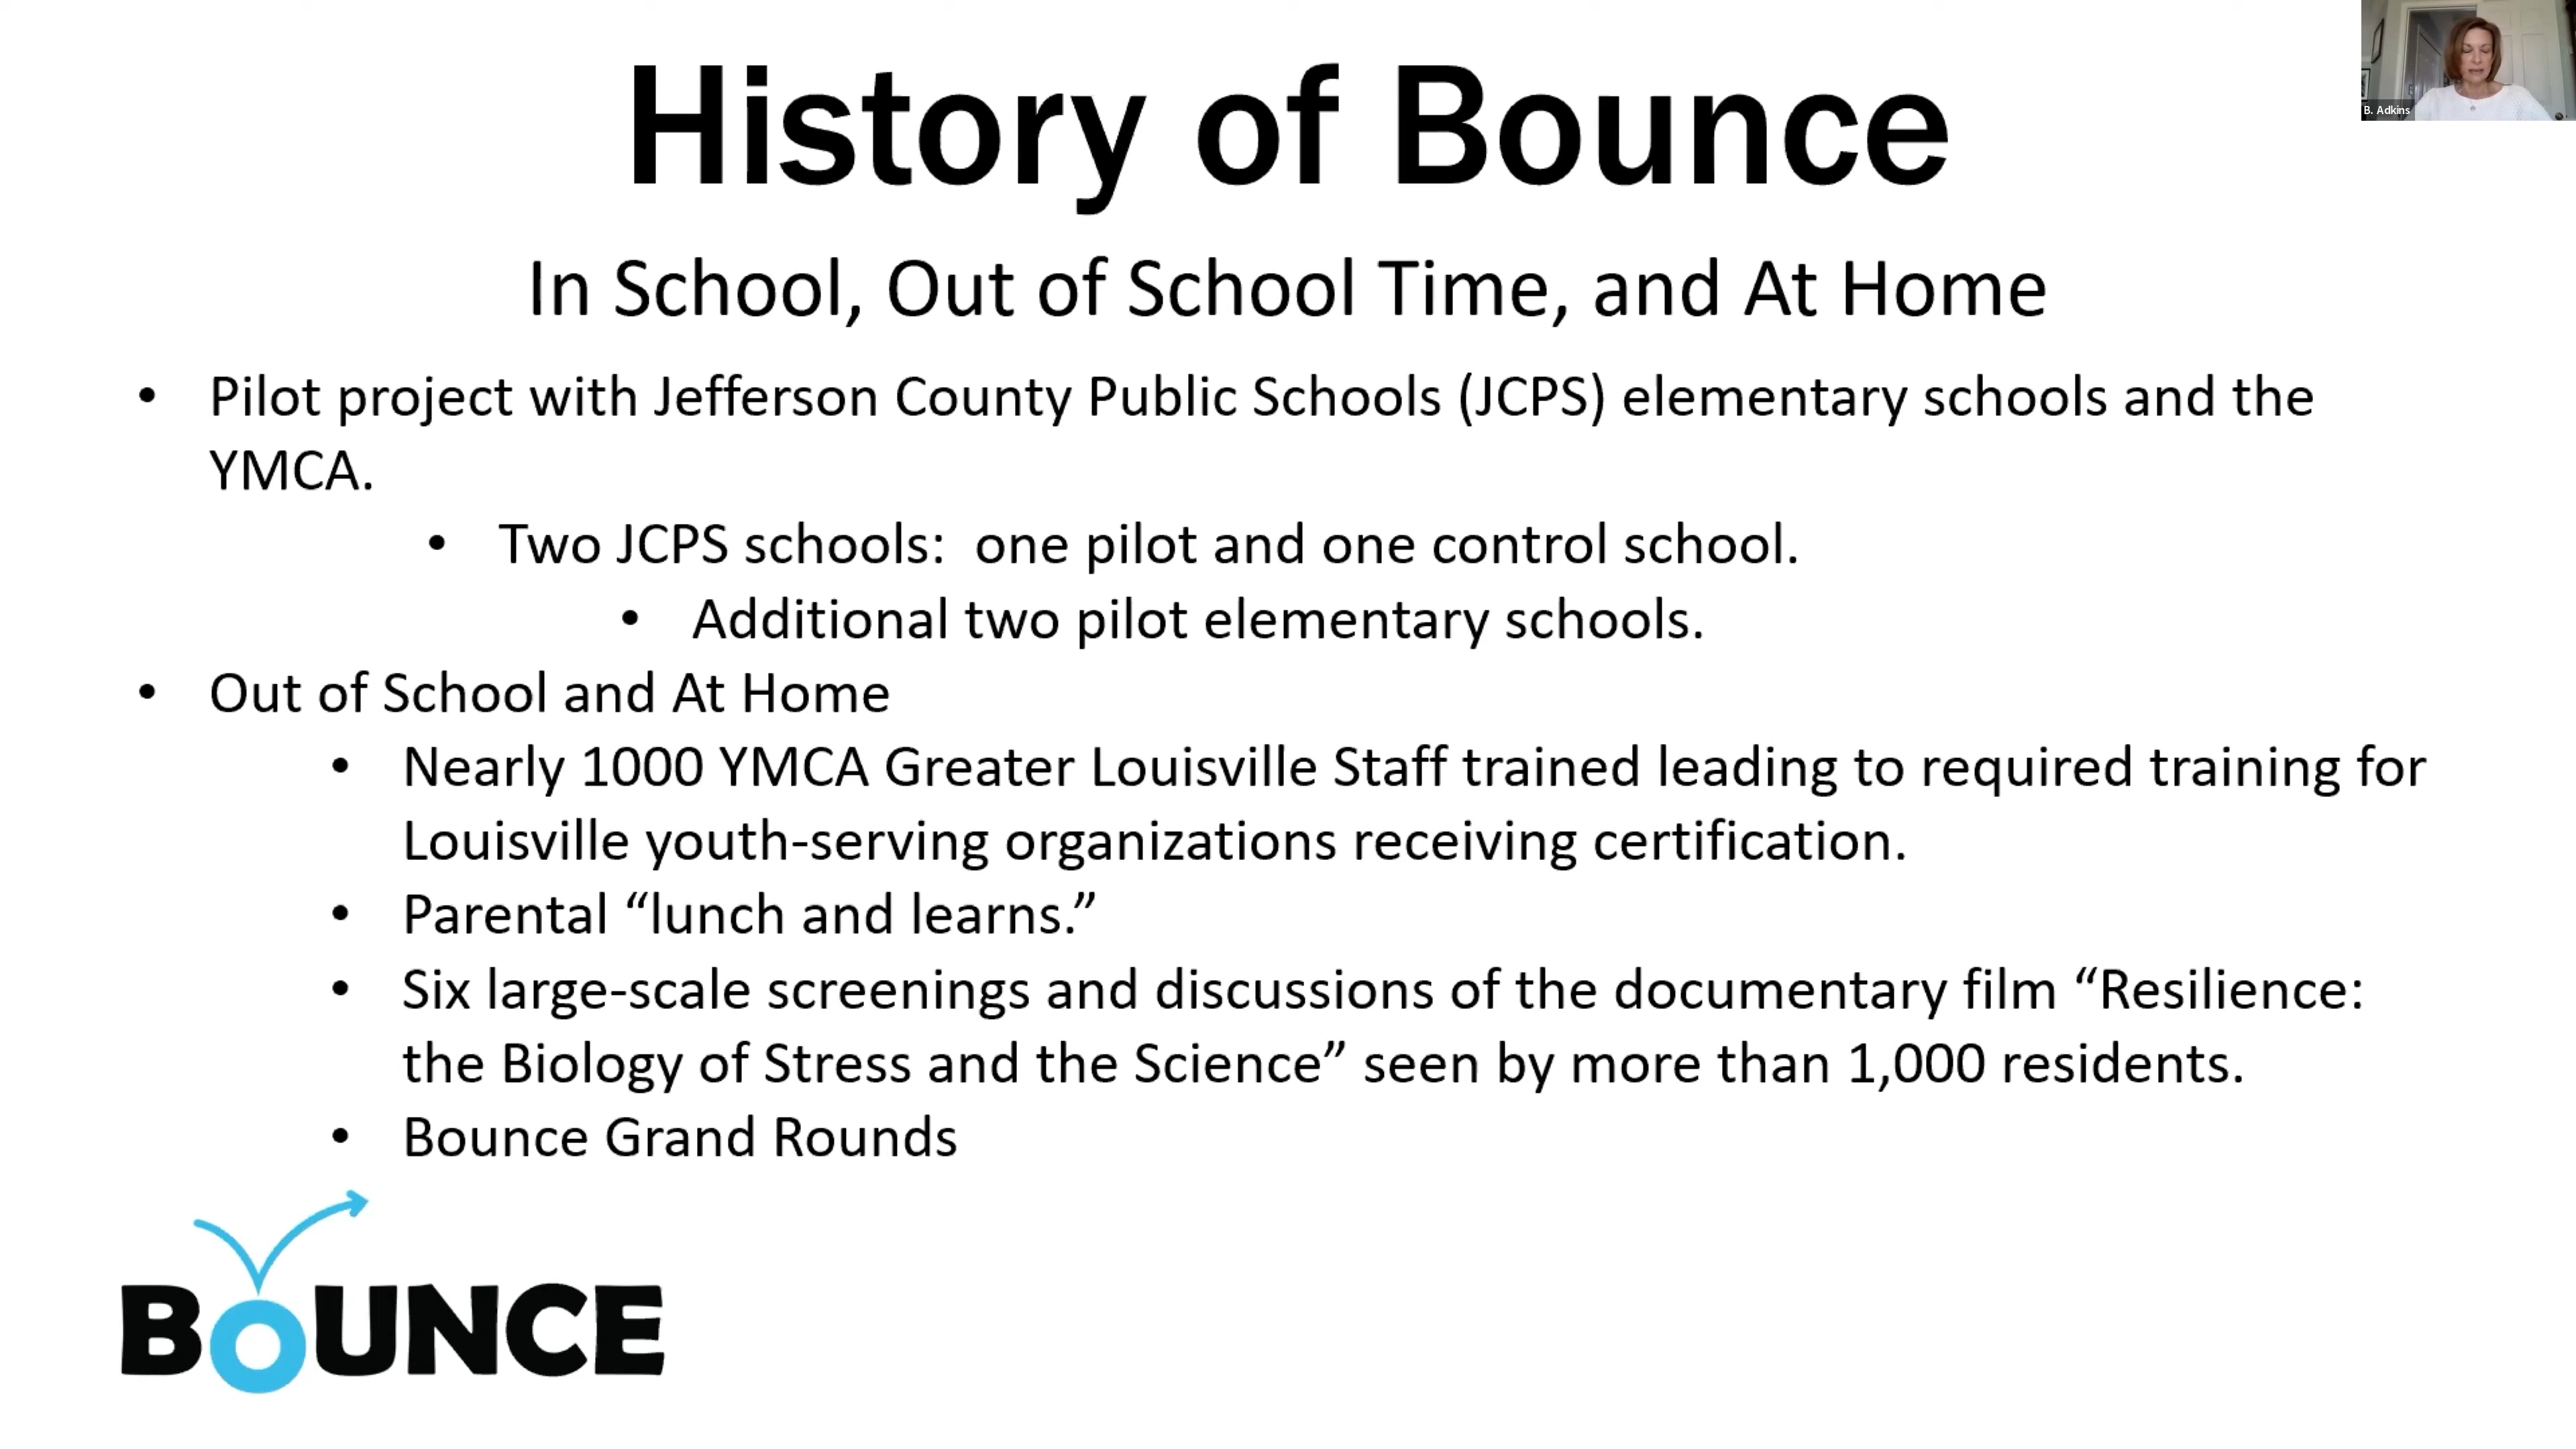 B. Adkins
History of Bounce
In School, Out of School Time, and At Home
• Pilot project with Jefferson County Public Schools (JCPS) elementary schools and the
YMCA.
• Two JCPS schools:  one pilot and one control school.
• Additional two pilot elementary schools.
• Out of School and At Home
• Nearly 1000 YMCA Greater Louisville Staff trained leading to required training for
Louisville youth-serving organizations receiving certification.
• Parental “lunch and learns.”
• Six large-scale screenings and discussions of the documentary film “Resilience:
the Biology of Stress and the Science” seen by more than 1,000 residents.
• Bounce Grand Rounds
BOUNCE